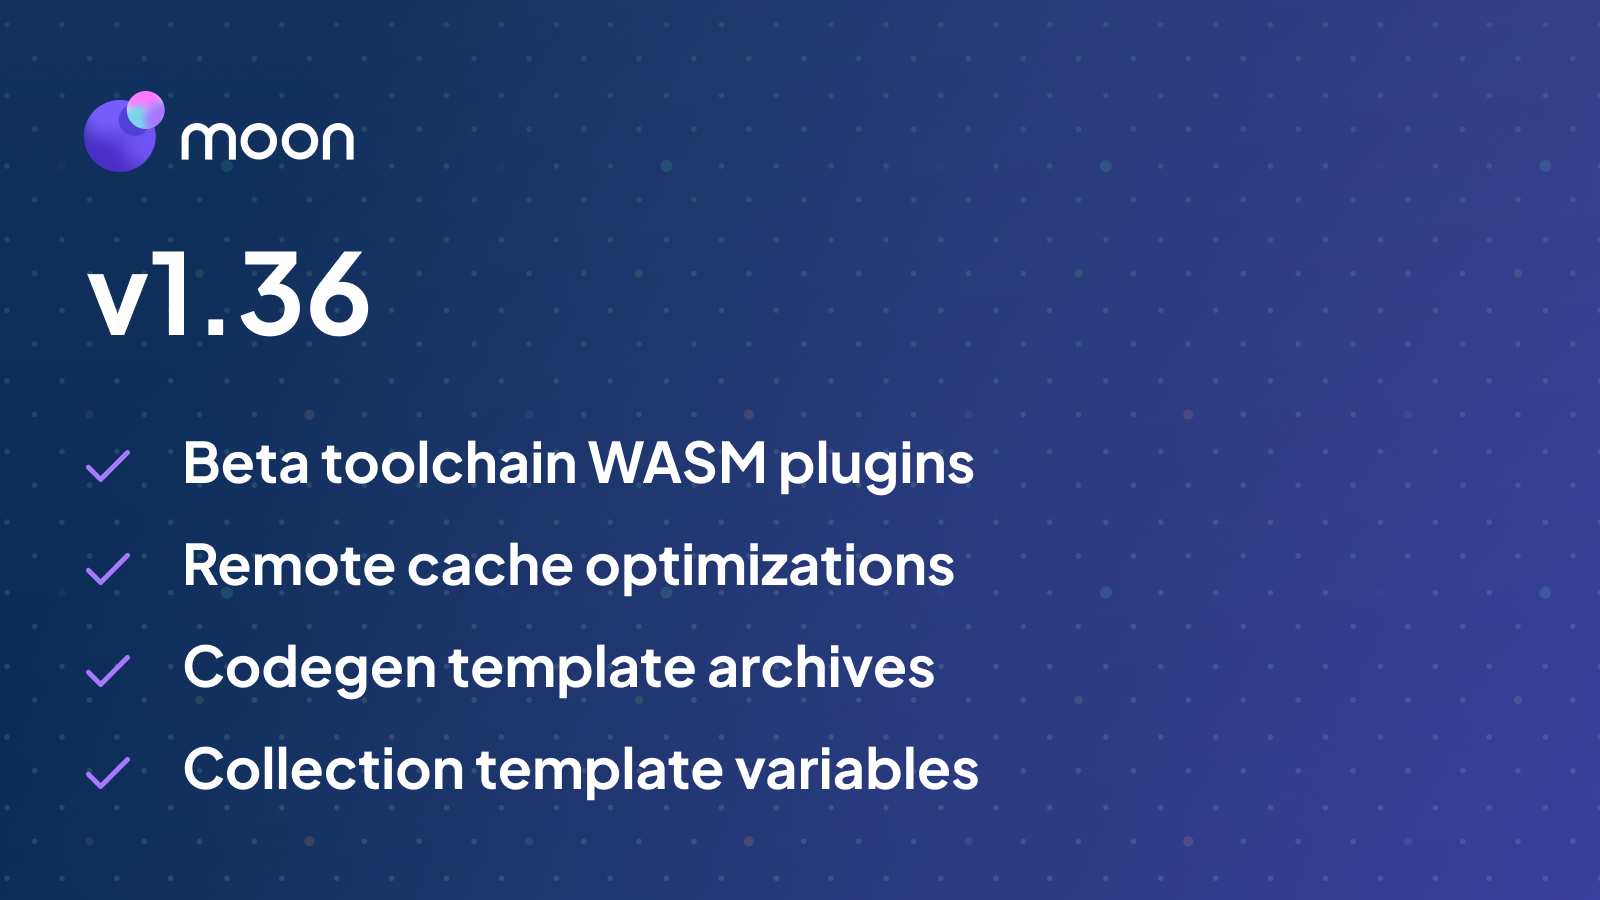 moon
v1.36
Beta toolchain WASM plugins
Remote cache optimizations
Codegen template archives
Collection template variables